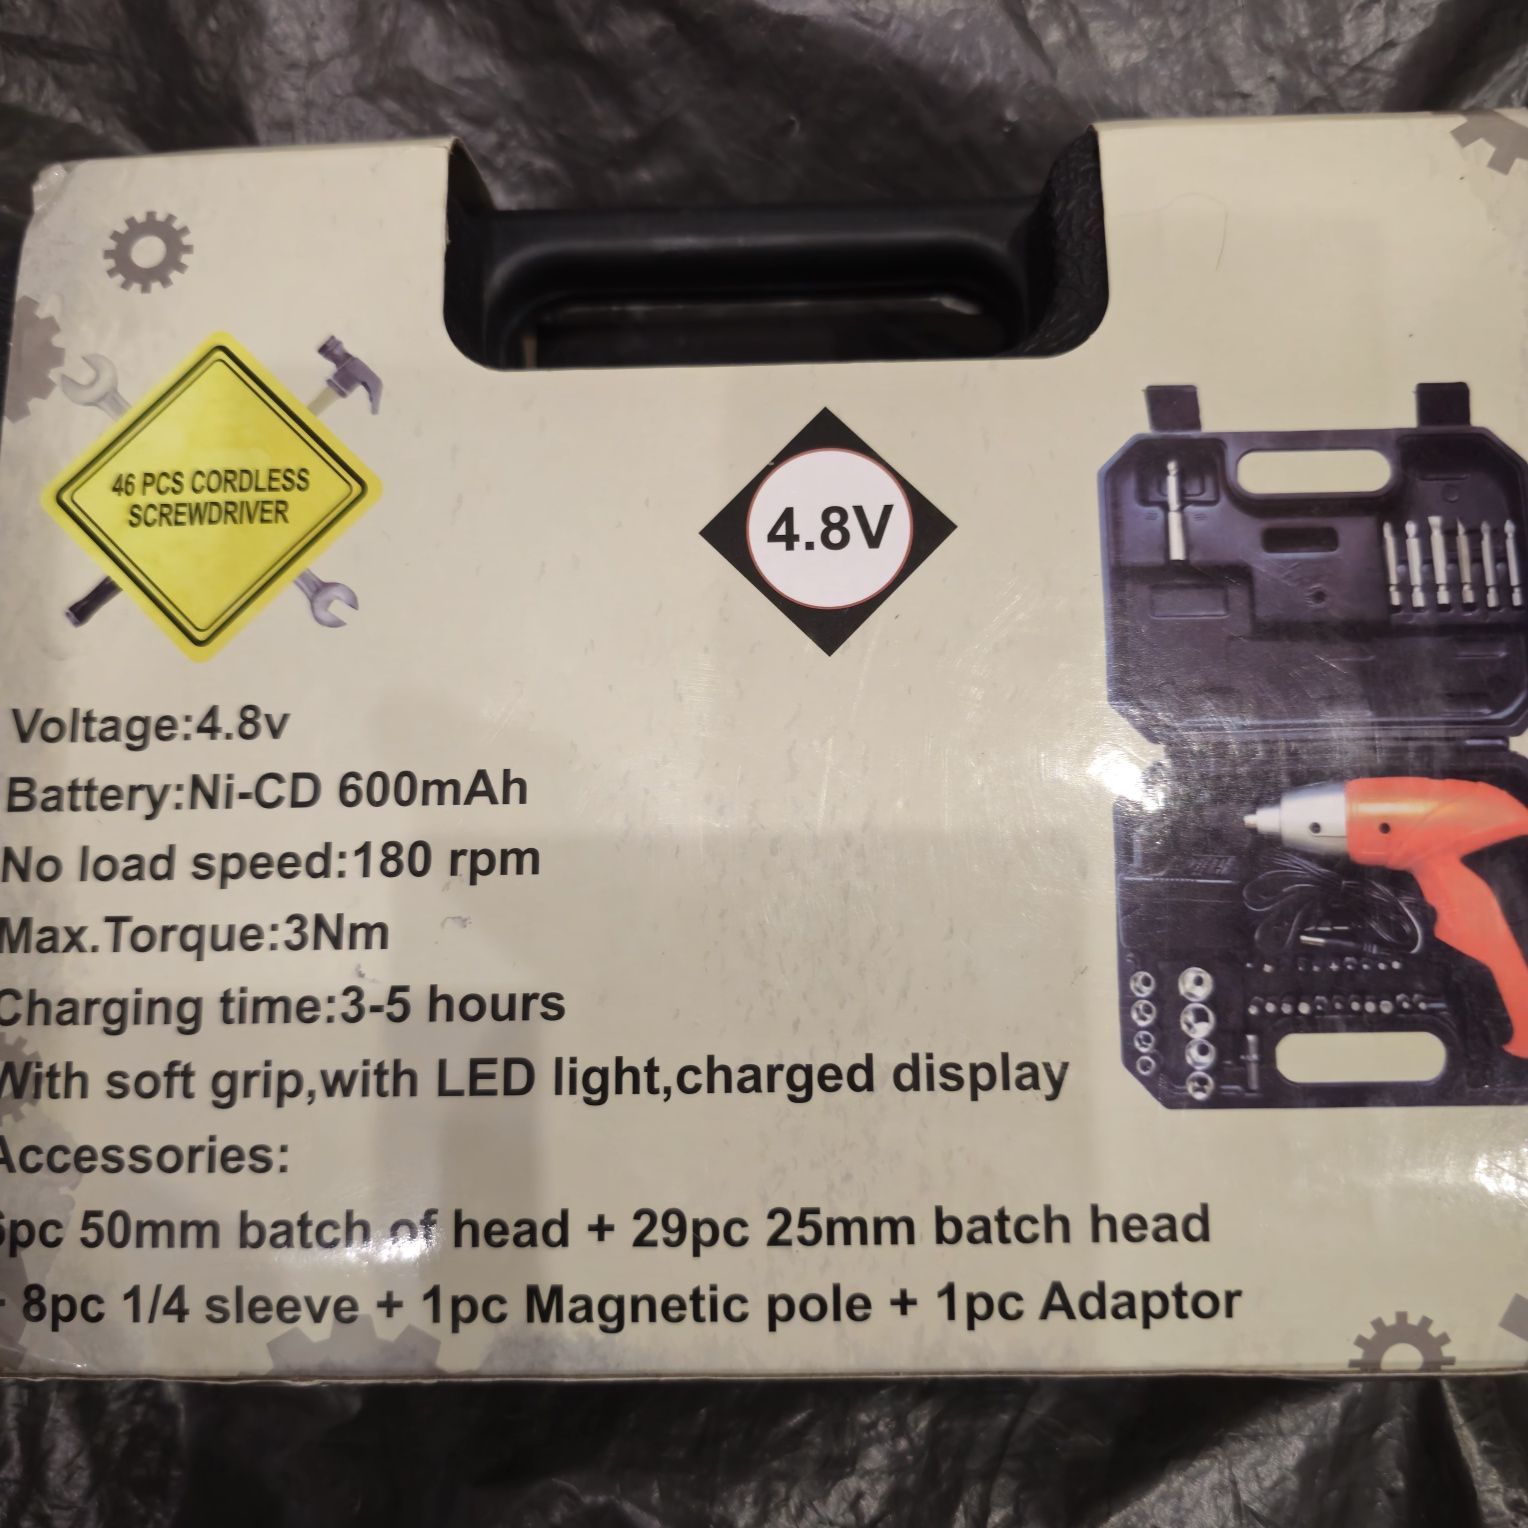 46 PCS CORDLESS
SCREWDRIVER
4.8V
Voltage:4.8v
Battery:Ni-CD 600mAh
No load speed:180 rpm
Max.Torque:3Nm
Charging time:3-5 hours
With soft grip,with LED light,charged display
Accessories:
6pc 50mm batch of head + 29pc 25mm batch head
+ 8pc 1/4 sleeve + 1pc Magnetic pole + 1pc Adaptor